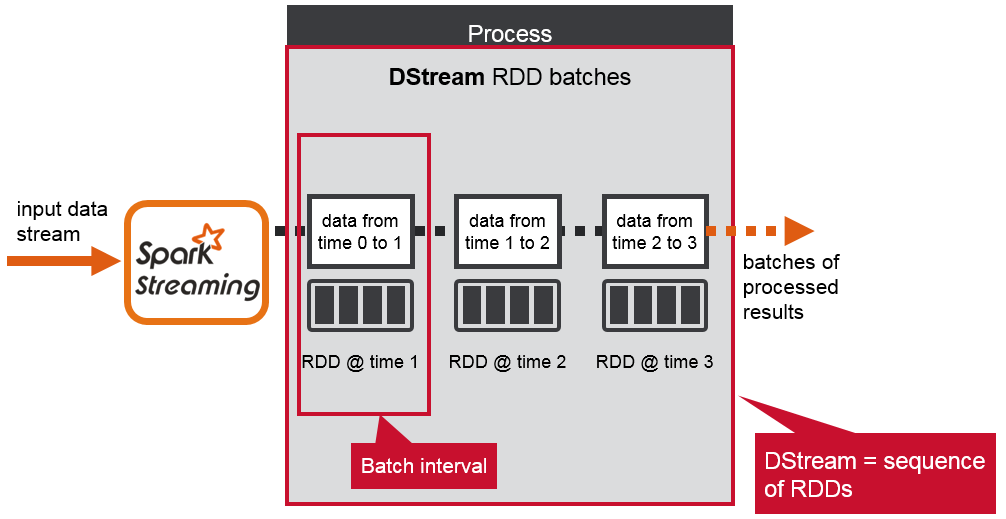 Process
DStream RDD batches
input data
stream
Spark
Streaming
data from
time 0 to 1
data from
time 1 to 2
data from
time 2 to 3
batches of
processed
results
RDD @ time 1
RDD @ time 2
RDD @ time 3
Batch interval
DStream = sequence
of RDDs